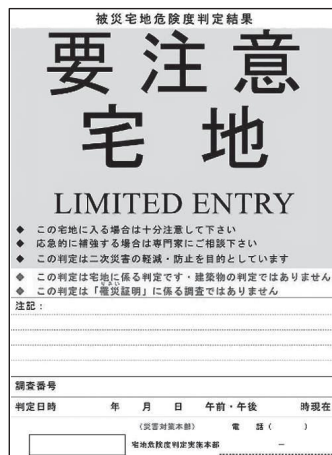 被災宅地危険度判定結果
要注意
宅地
LIMITED ENTRY
◆ この宅地に入る場合は十分注意して下さい
◆ 応急的に補強する場合は専門家にご相談下さい
◆ この判定は二次災害の軽減・防止を目的としています
◆ この判定は宅地に係る判定です・建築物の判定ではありません
◆ この判定は「罹災証明」に係る調査ではありません
注記:
調査番号
判定日時 年 月 日 午前・午後 時現在
(災害対策本部) 電 話 ( )
宅地危険度判定実施本部 －